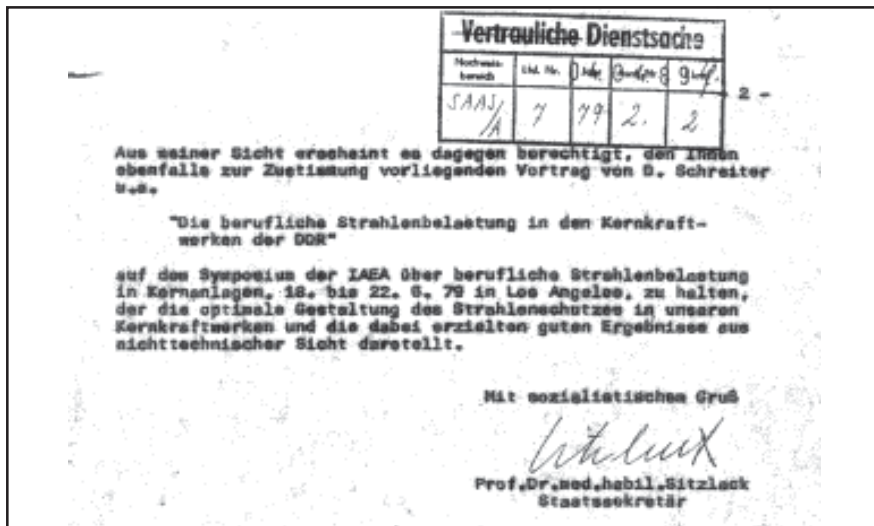 Vertrauliche Dienstsache
Nachweis-
bereich
Lfd. Nr.
SAAS/
/A
7
79
2.
2
- 2 -
Aus meiner Sicht erscheint es dagegen berechtigt, den Ihnen
ebenfalls zur Zustimmung vorliegenden Vortrag von D. Schreiter
u.a.
"Die berufliche Strahlenbelastung in den Kernkraft-
werken der DDR"
auf dem Symposium der IAEA über berufliche Strahlenbelastung
in Kernanlagen, 18. bis 22. 6. 79 in Los Angeles, zu halten,
der die optimale Gestaltung des Strahlenschutzes in unseren
Kernkraftwerken und die dabei erzielten guten Ergebnisse aus
nichttechnischer Sicht darstellt.
Mit sozialistischem Gruß
Prof.Dr.med.habil.Sitzlack
Staatssekretär